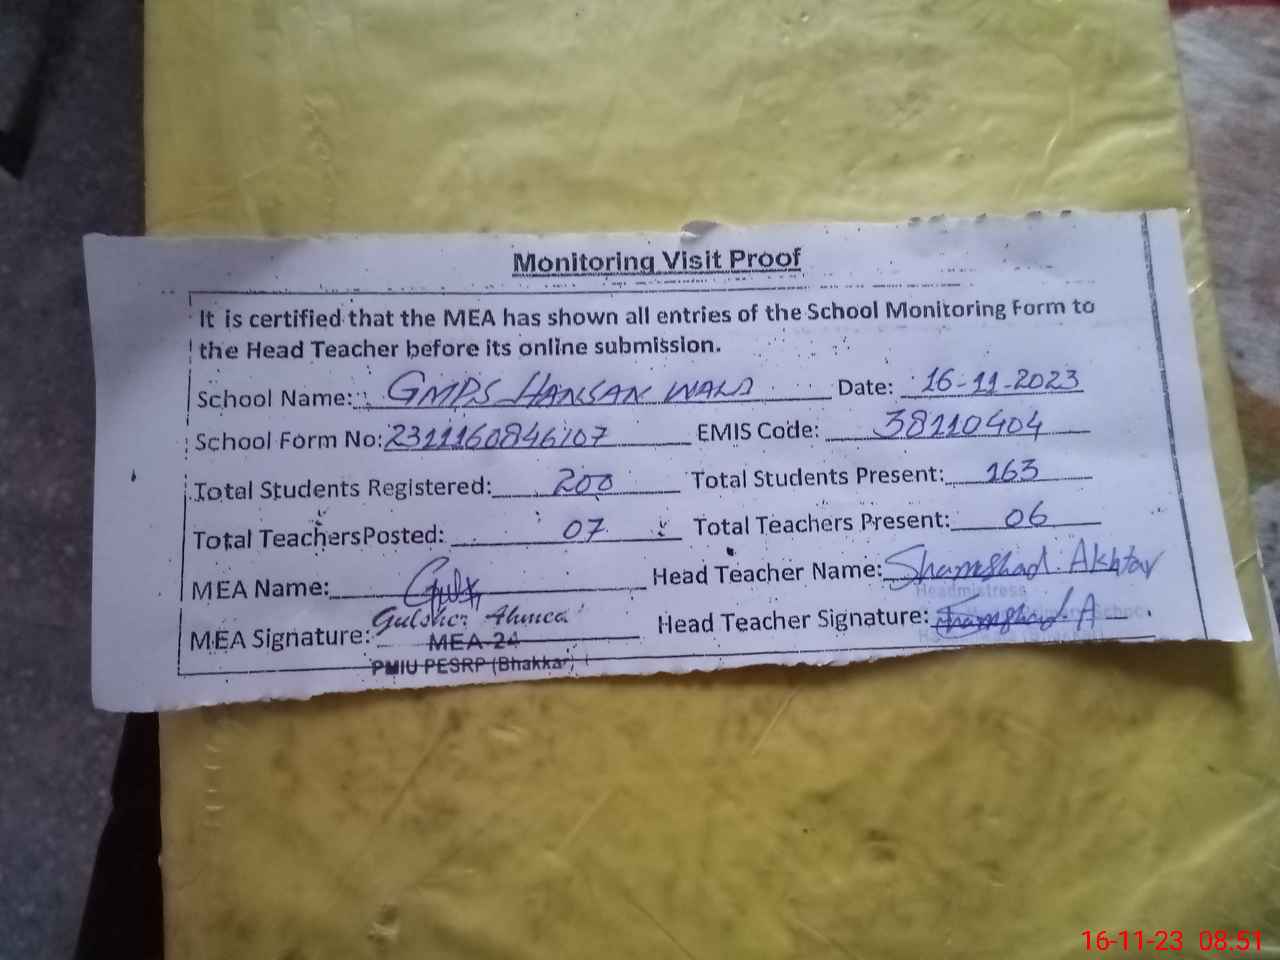 Monitoring Visit Proof
It is certified that the MEA has shown all entries of the School Monitoring Form to
the Head Teacher before its online submission.
School Name: GMPS HANSAN WALA Date: 16-11-2023
School Form No: 2311160846107 EMIS Code: 38110404
Total Students Registered: 200 Total Students Present: 163
Total TeachersPosted: 07 Total Teachers Present: 06
MEA Name: Head Teacher Name: Shamshad Akhtar
Headmistress
MEA Signature: Gulsher Ahmed Head Teacher Signature: Shamshad A
MEA-24
PMIU PESRP (Bhakkar)
16-11-23 08.51